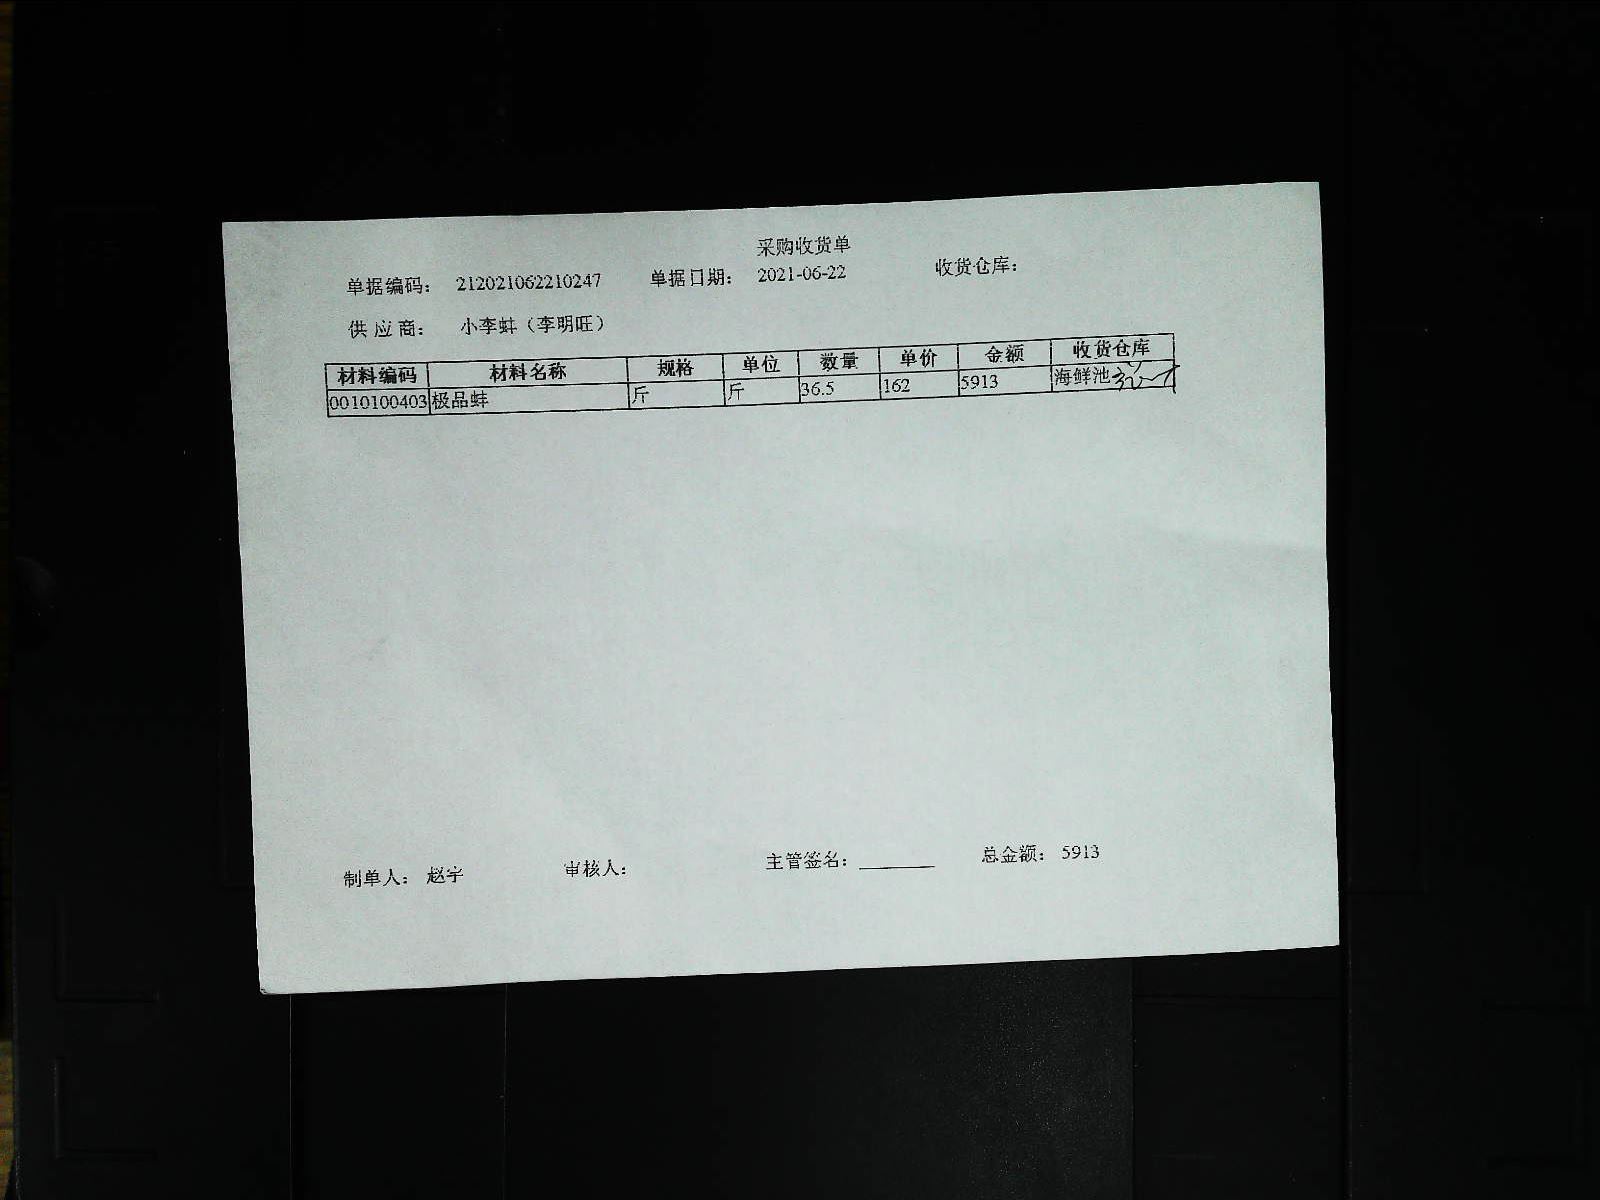 采购收货单
单据编码： 212021062210247 单据日期： 2021-06-22 收货仓库：
供应商： 小李蚌（李明旺）
材料编码 材料名称 规格 单位 数量 单价 金额 收货仓库
0010100403 极品蚌 斤 斤 36.5 162 5913 海鲜池
制单人： 赵宇 审核人： 主管签名： 总金额： 5913